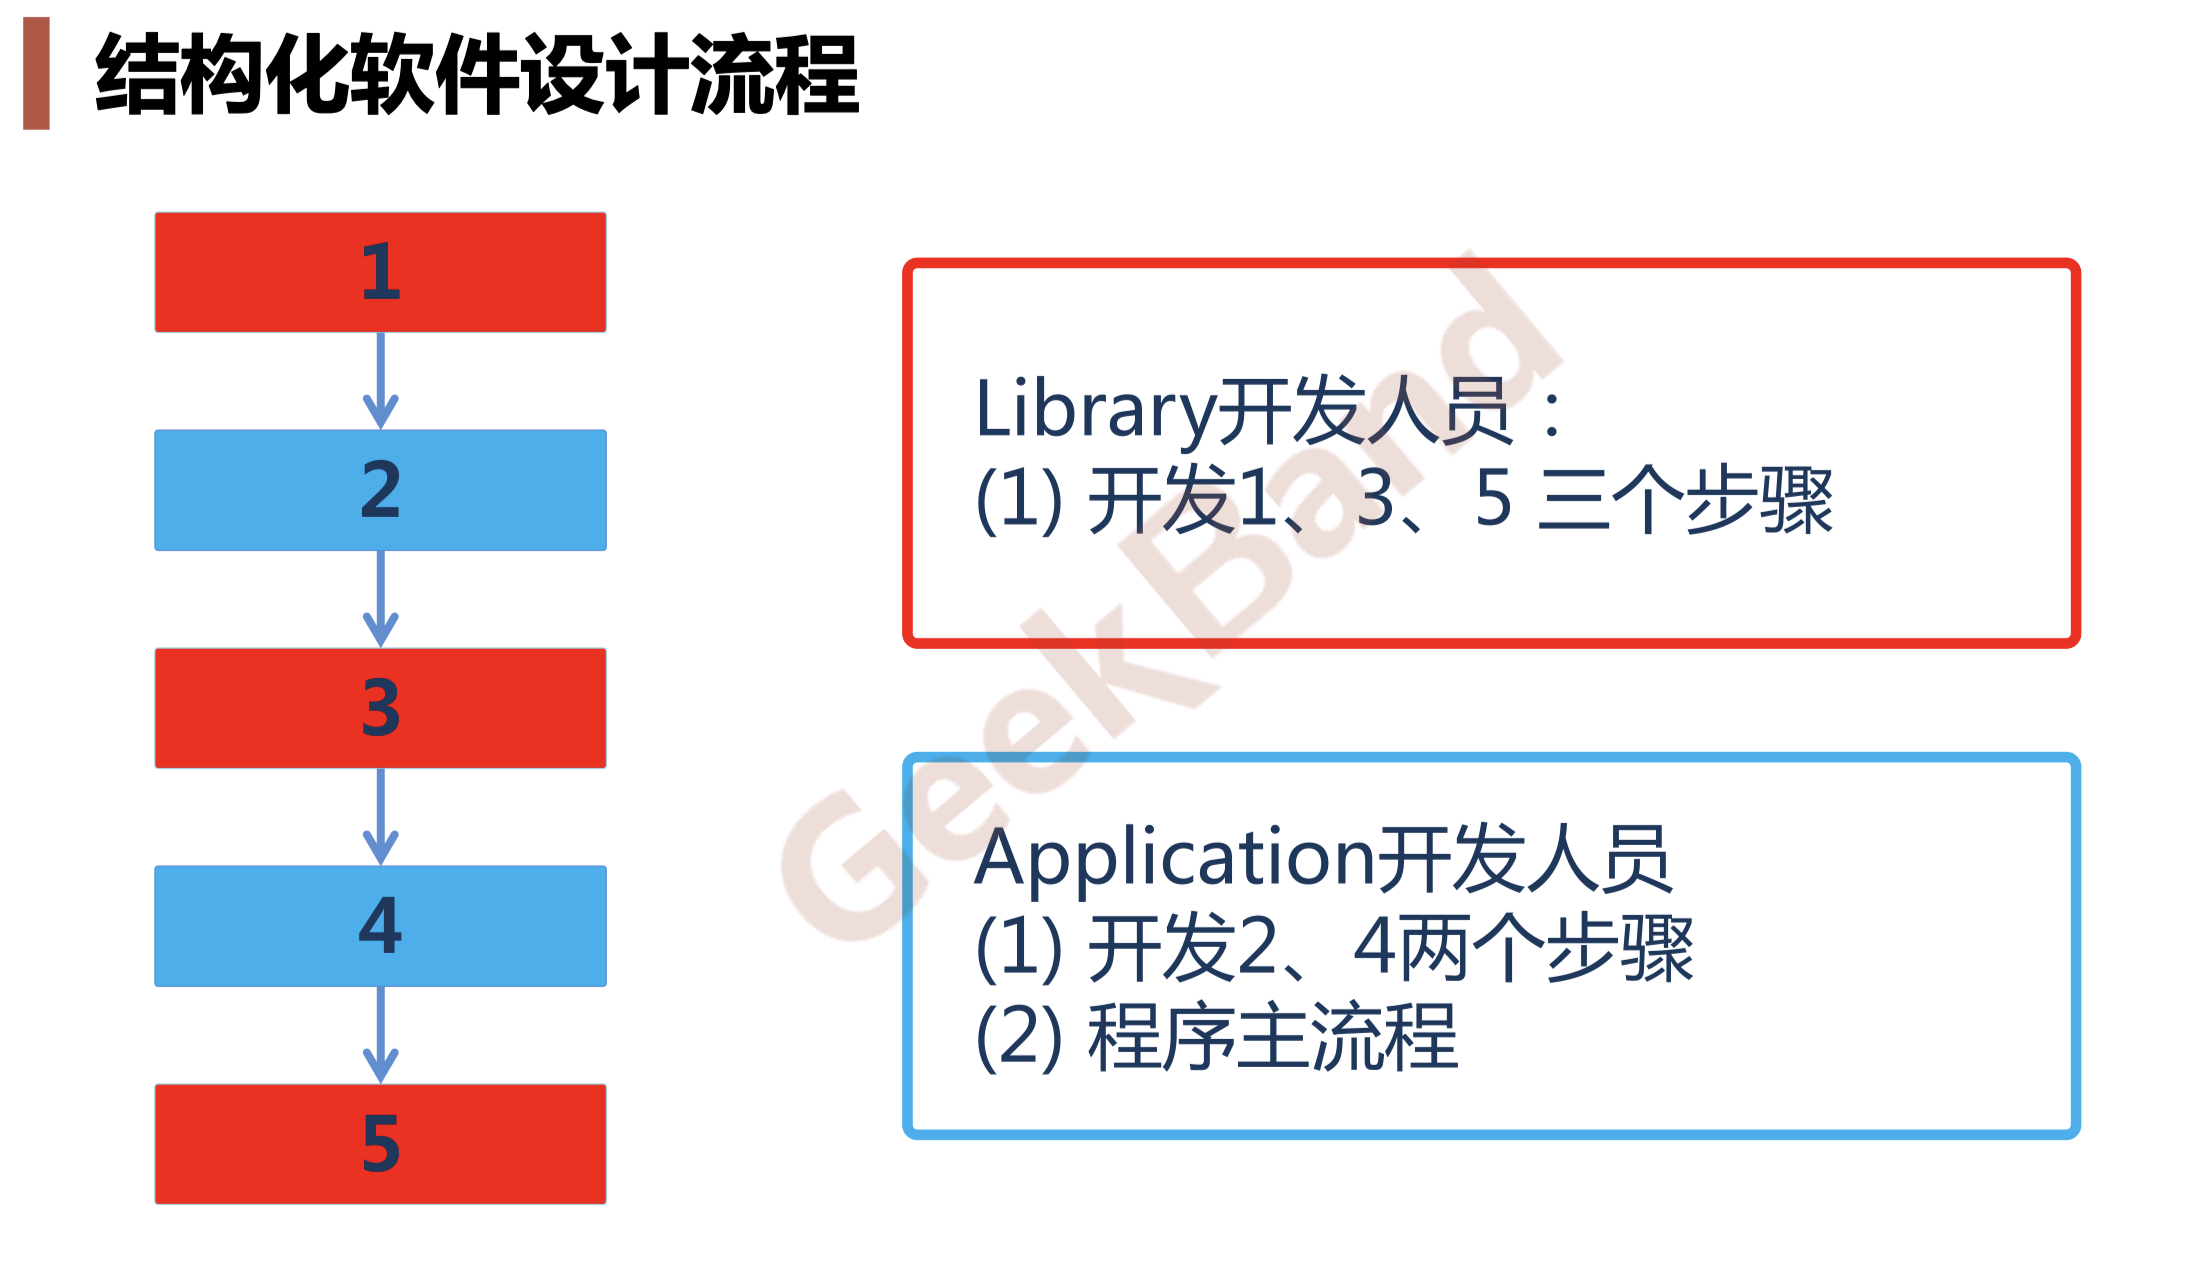 结构化软件设计流程
1
2
3
4
5
Library开发人员：
(1) 开发1、3、 5 三个步骤
Application开发人员
(1) 开发2、4两个步骤
(2) 程序主流程
GeekBand